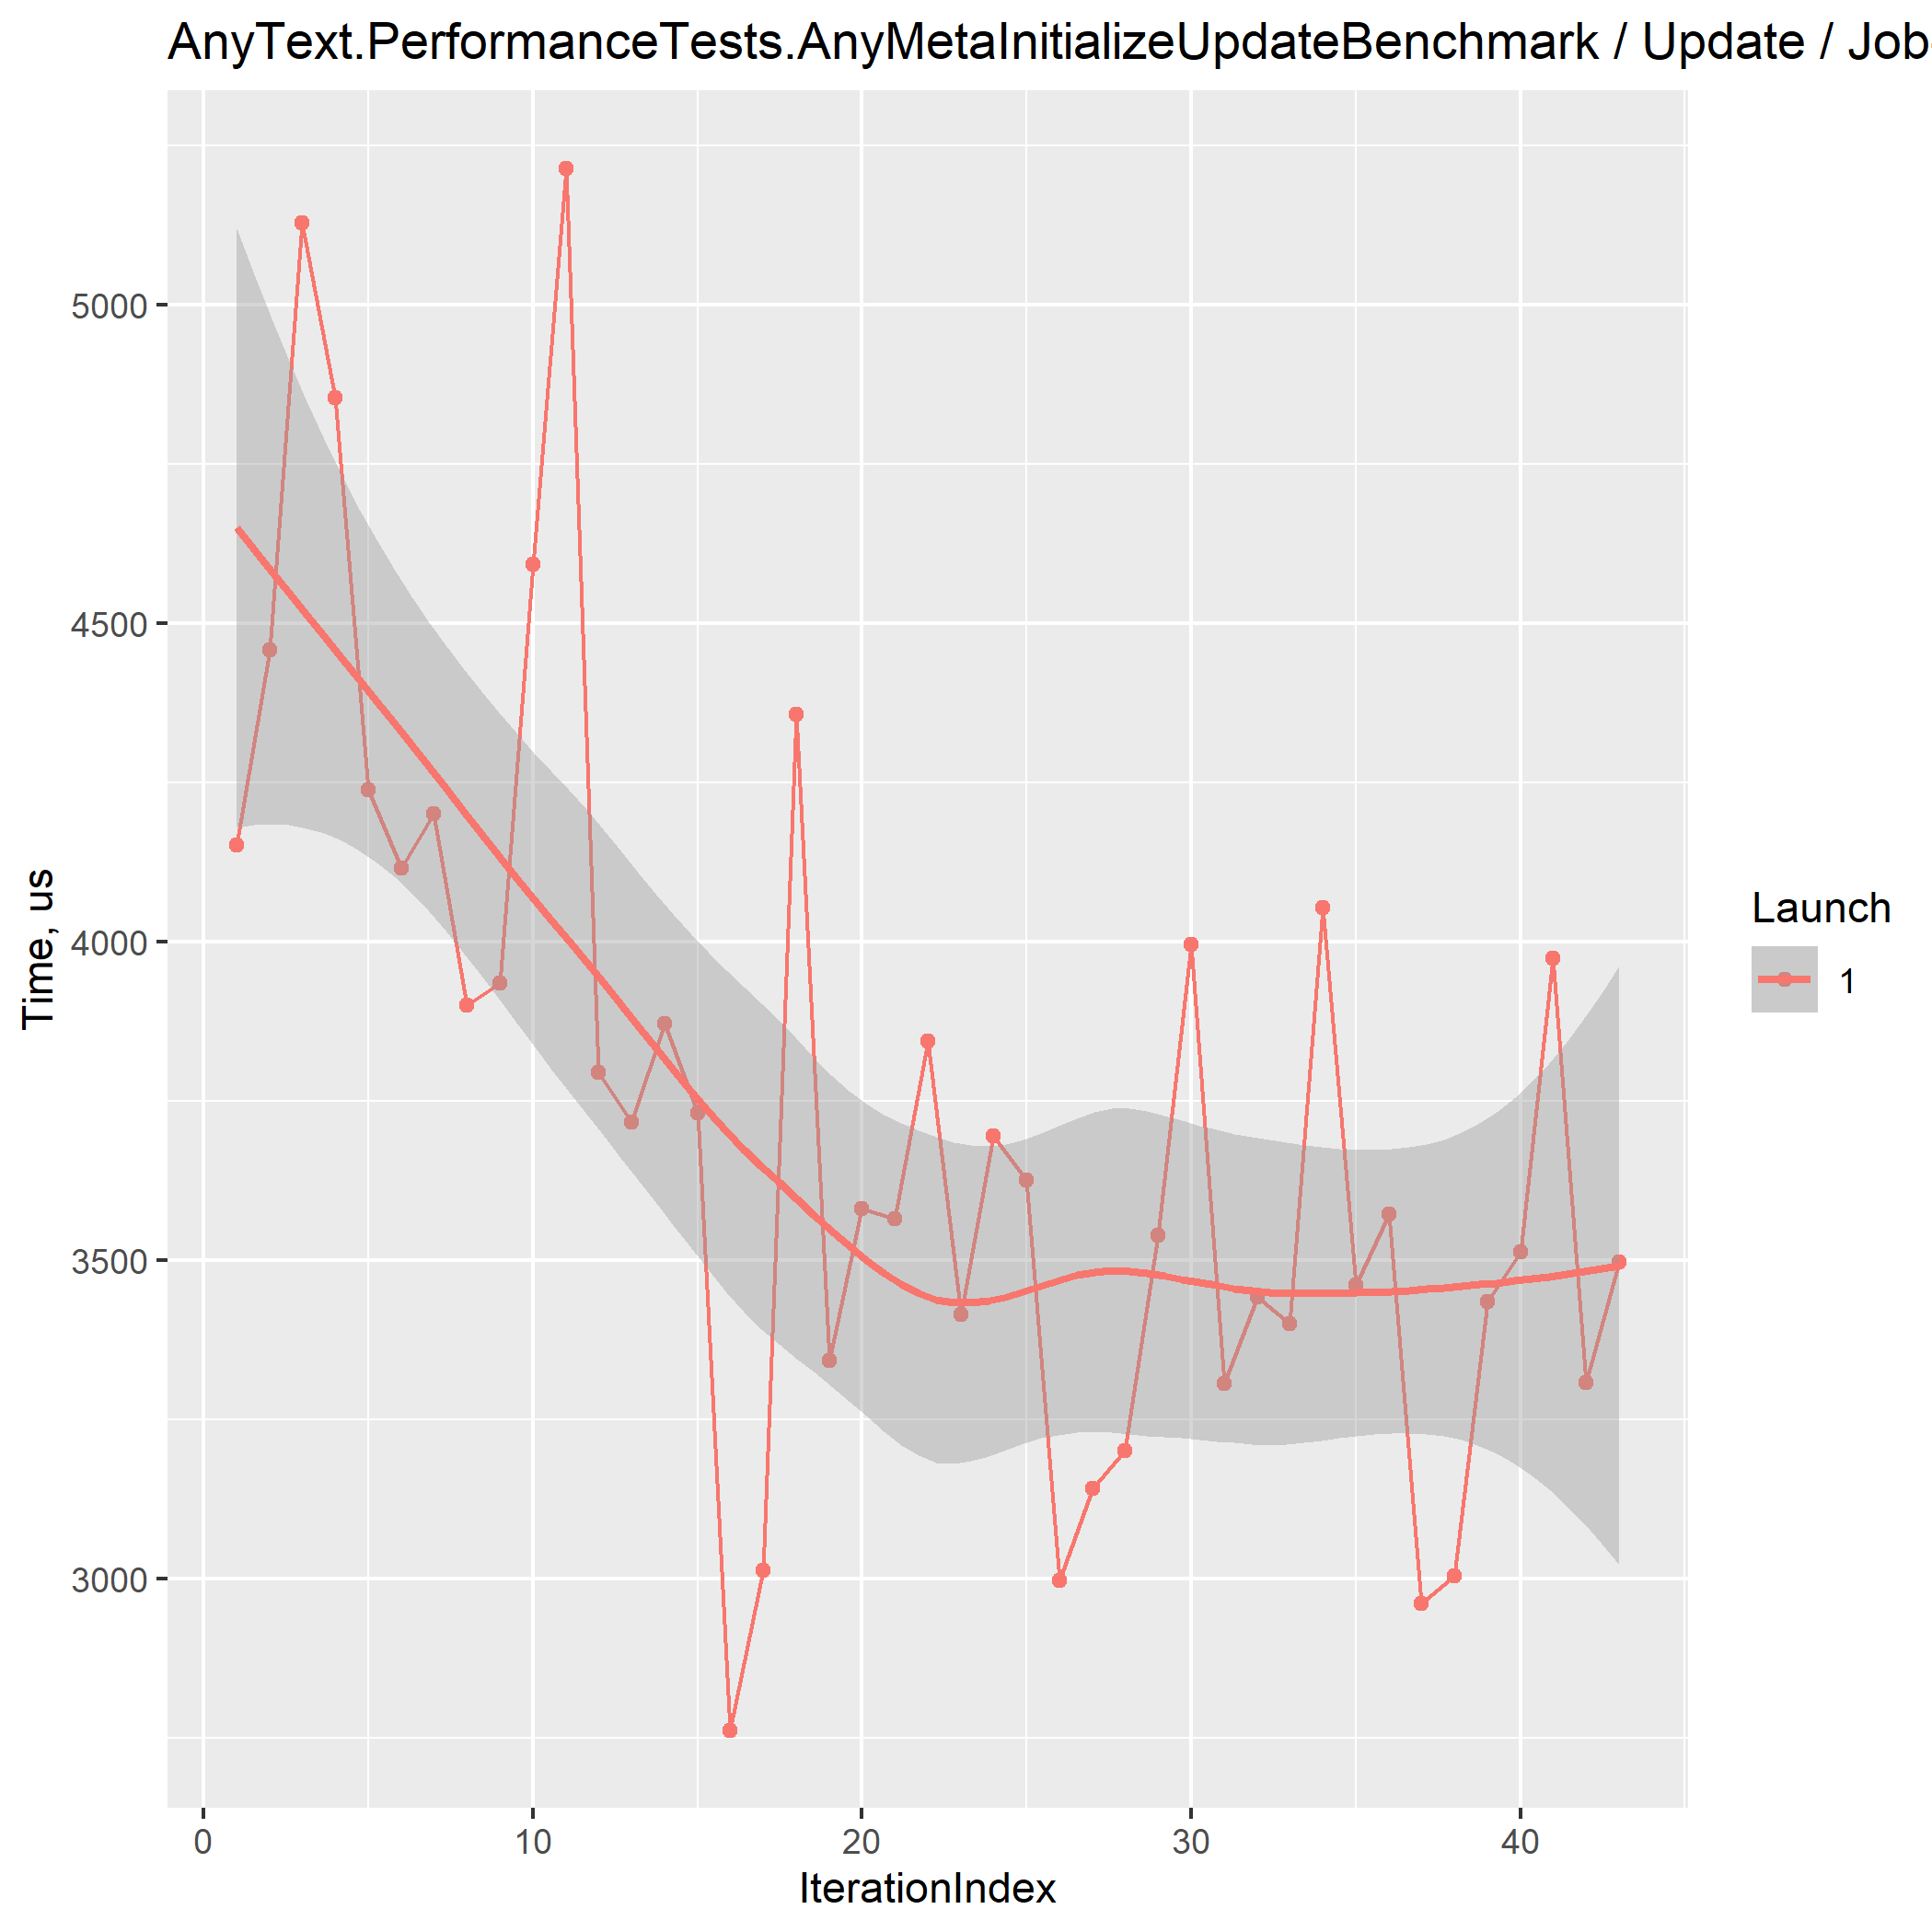 AnyText.PerformanceTests.AnyMetaInitializeUpdateBenchmark / Update / Job
5000
4500
4000
3500
3000
Time, us
0 10 20 30 40
IterationIndex
Launch
1